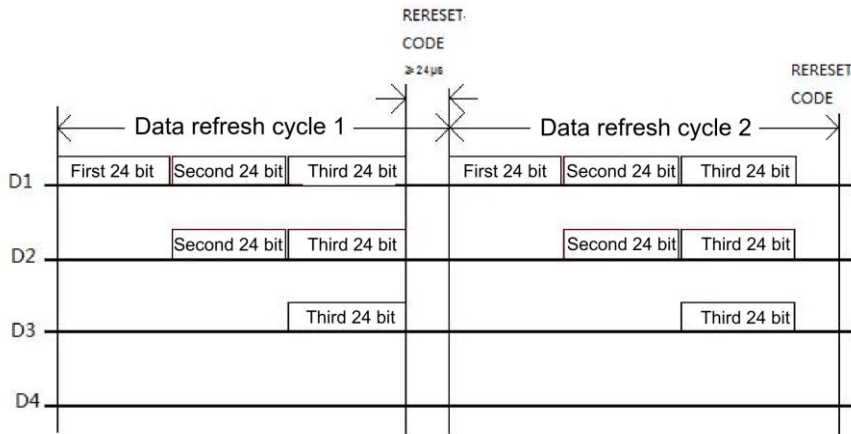 RERESET
CODE
≥ 24 μs
RERESET
CODE
Data refresh cycle 1
Data refresh cycle 2
D1
First 24 bit
Second 24 bit
Third 24 bit
First 24 bit
Second 24 bit
Third 24 bit
D2
Second 24 bit
Third 24 bit
Second 24 bit
Third 24 bit
D3
Third 24 bit
Third 24 bit
D4